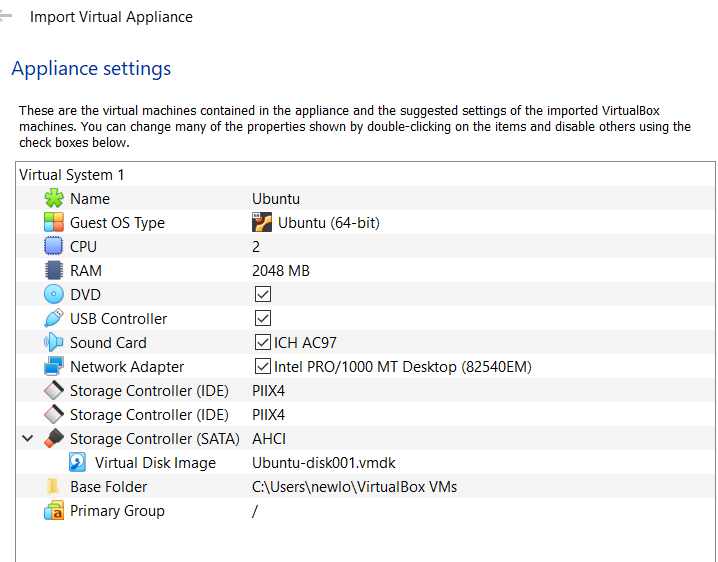 Import Virtual Appliance
Appliance settings
These are the virtual machines contained in the appliance and the suggested settings of the imported VirtualBox
machines. You can change many of the properties shown by double-clicking on the items and disable others using the
check boxes below.
Virtual System 1
Name Ubuntu
Guest OS Type 64 Ubuntu (64-bit)
CPU 2
RAM 2048 MB
DVD
USB Controller
Sound Card ICH AC97
Network Adapter Intel PRO/1000 MT Desktop (82540EM)
Storage Controller (IDE) PIIX4
Storage Controller (IDE) PIIX4
Storage Controller (SATA) AHCI
Virtual Disk Image Ubuntu-disk001.vmdk
Base Folder C:\Users\newlo\VirtualBox VMs
Primary Group /